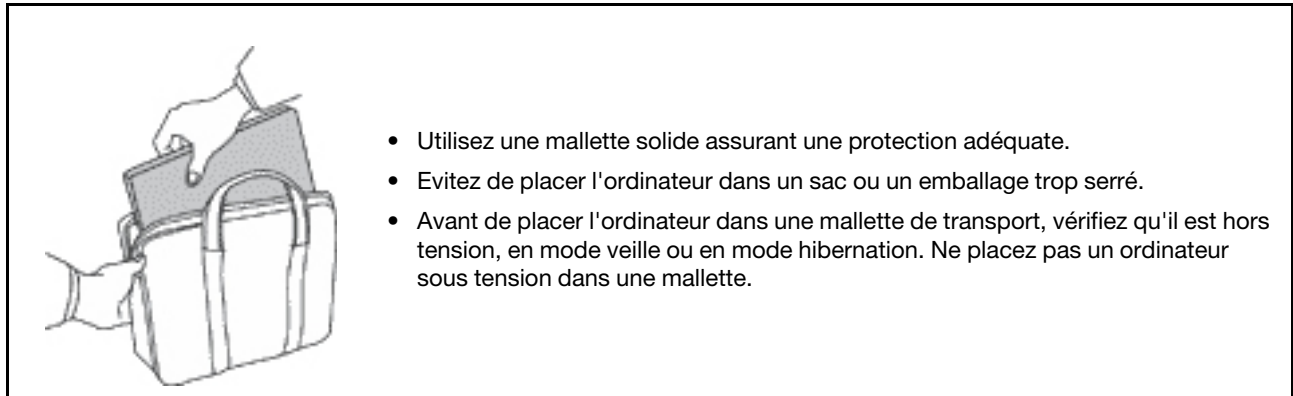 • Utilisez une mallette solide assurant une protection adéquate.
• Evitez de placer l'ordinateur dans un sac ou un emballage trop serré.
• Avant de placer l'ordinateur dans une mallette de transport, vérifiez qu'il est hors
tension, en mode veille ou en mode hibernation. Ne placez pas un ordinateur
sous tension dans une mallette.